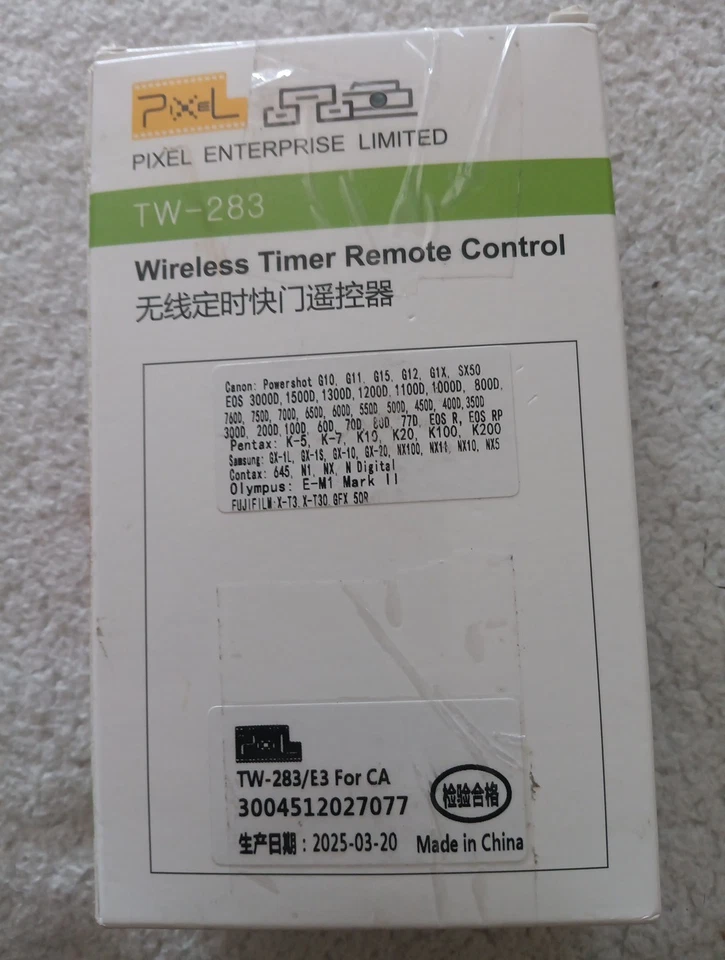 PIXEL 品色
PIXEL ENTERPRISE LIMITED
TW-283
Wireless Timer Remote Control
无线定时快门遥控器
Canon: Powershot G10, G11, G15, G12, G1X, SX50
EOS 3000D, 1500D, 1300D, 1200D, 1100D, 1000D, 800D,
760D, 750D, 700D, 650D, 600D, 550D, 500D, 450D, 400D, 350D
300D, 200D, 100D, 60D, 70D, 80D, 77D, EOS R, EOS RP
Pentax: K-5, K-7, K10, K20, K100, K200
Samsung: GX-1L, GX-1S, GX-10, GX-20, NX100, NX11, NX10, NX5
Contax: 645, N1, NX, N Digital
Olympus: E-M1 Mark II
FUJIFILM:X-T3, X-T30, GFX 50R
PIXEL
TW-283/E3 For CA
3004512027077
检验合格
生产日期：2025-03-20 Made in China